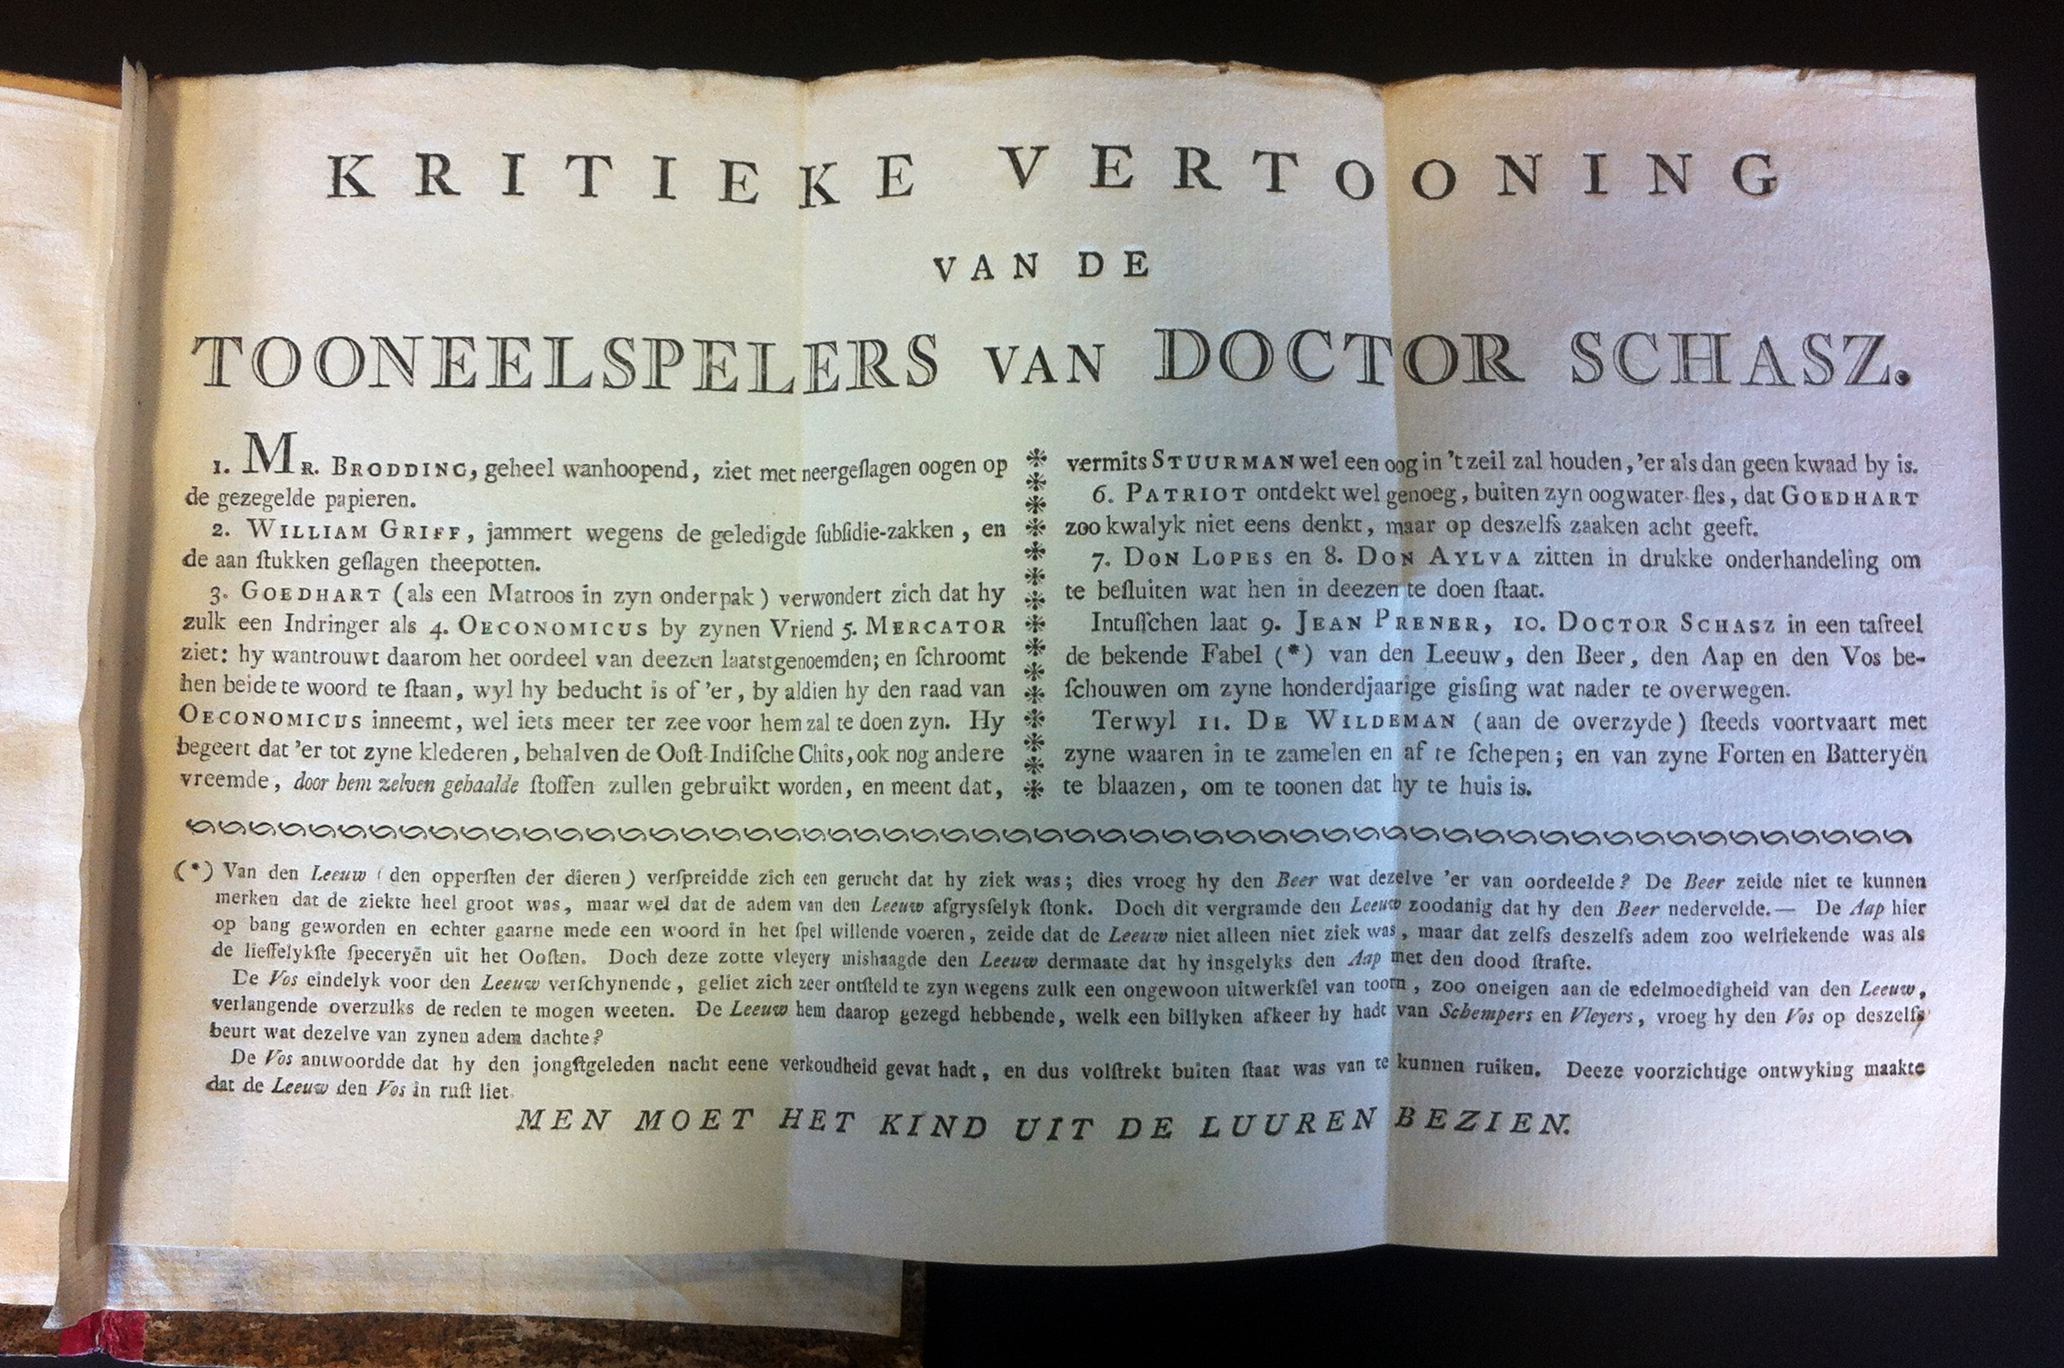 KRITIEKE VERTOONING
VAN DE
TOONEELSPELERS VAN DOCTOR SCHASZ.
1. MR. BRODDING, geheel wanhoopend, ziet met neergeſlagen oogen op
de gezegelde papieren.
2. WILLIAM GRIFF, jammert wegens de geledigde ſubſidie-zakken, en
de aan ſtukken geſlagen theepotten.
3. GOEDHART (als een Matroos in zyn onderpak) verwondert zich dat hy
zulk een Indringer als 4. OECONOMICUS by zynen Vriend 5. MERCATOR
ziet: hy wantrouwt daarom het oordeel van deezen laatstgenoemden; en ſchroomt
hen beide te woord te ſtaan, wyl hy beducht is of 'er, by aldien hy den raad van
OECONOMICUS inneemt, wel iets meer ter zee voor hem zal te doen zyn. Hy
begeert dat 'er tot zyne klederen, behalven de Ooſt-Indiſche Chits, ook nog andere
vreemde, door hem zelven gehaalde ſtoffen zullen gebruikt worden, en meent dat,
vermits STUURMAN wel een oog in 't zeil zal houden, 'er als dan geen kwaad by is.
6. PATRIOT ontdekt wel genoeg, buiten zyn oogwater-fles, dat GOEDHART
zoo kwalyk niet eens denkt, maar op deszelfs zaaken acht geeft.
7. DON LOPES en 8. DON AYLVA zitten in drukke onderhandeling om
te beſluiten wat hen in deezen te doen ſtaat.
Intuſſchen laat 9. JEAN PRENER, 10. DOCTOR SCHASZ in een tafreel
de bekende Fabel (*) van den Leeuw, den Beer, den Aap en den Vos be-
ſchouwen om zyne honderdjaarige gisſing wat nader te overwegen.
Terwyl 11. DE WILDEMAN (aan de overzyde) ſteeds voortvaart met
zyne waaren in te zamelen en af te ſchepen; en van zyne Forten en Batteryën
te blaazen, om te toonen dat hy te huis is.
(*) Van den Leeuw (den opperſten der dieren) verſpreidde zich een gerucht dat hy ziek was; dies vroeg hy den Beer wat dezelve 'er van oordeelde? De Beer zeide niet te kunnen
merken dat de ziekte heel groot was, maar wel dat de adem van den Leeuw afgrysſelyk ſtonk. Doch dit vergramde den Leeuw zoodanig dat hy den Beer nedervelde.— De Aap hier
op bang geworden en echter gaarne mede een woord in het ſpel willende voeren, zeide dat de Leeuw niet alleen niet ziek was, maar dat zelfs deszelfs adem zoo welriekende was als
de lieffelykſte ſpeceryën uit het Ooſten. Doch deze zotte vleyery mishaagde den Leeuw dermaate dat hy insgelyks den Aap met den dood ſtrafte.
De Vos eindelyk voor den Leeuw verſchynende, geliet zich zeer ontſteld te zyn wegens zulk een ongewoon uitwerkſel van toorn, zoo oneigen aan de edelmoedigheid van den Leeuw,
verlangende overzulks de reden te mogen weeten. De Leeuw hem daarop gezegd hebbende, welk een billyken afkeer hy hadt van Schempers en Vleyers, vroeg hy den Vos op deszelfs
beurt wat dezelve van zynen adem dachte?
De Vos antwoordde dat hy den jongſtgeleden nacht eene verkoudheid gevat hadt, en dus volſtrekt buiten ſtaat was van te kunnen ruiken. Deeze voorzichtige ontwyking maakte
dat de Leeuw den Vos in ruſt liet.
MEN MOET HET KIND UIT DE LUUREN BEZIEN.